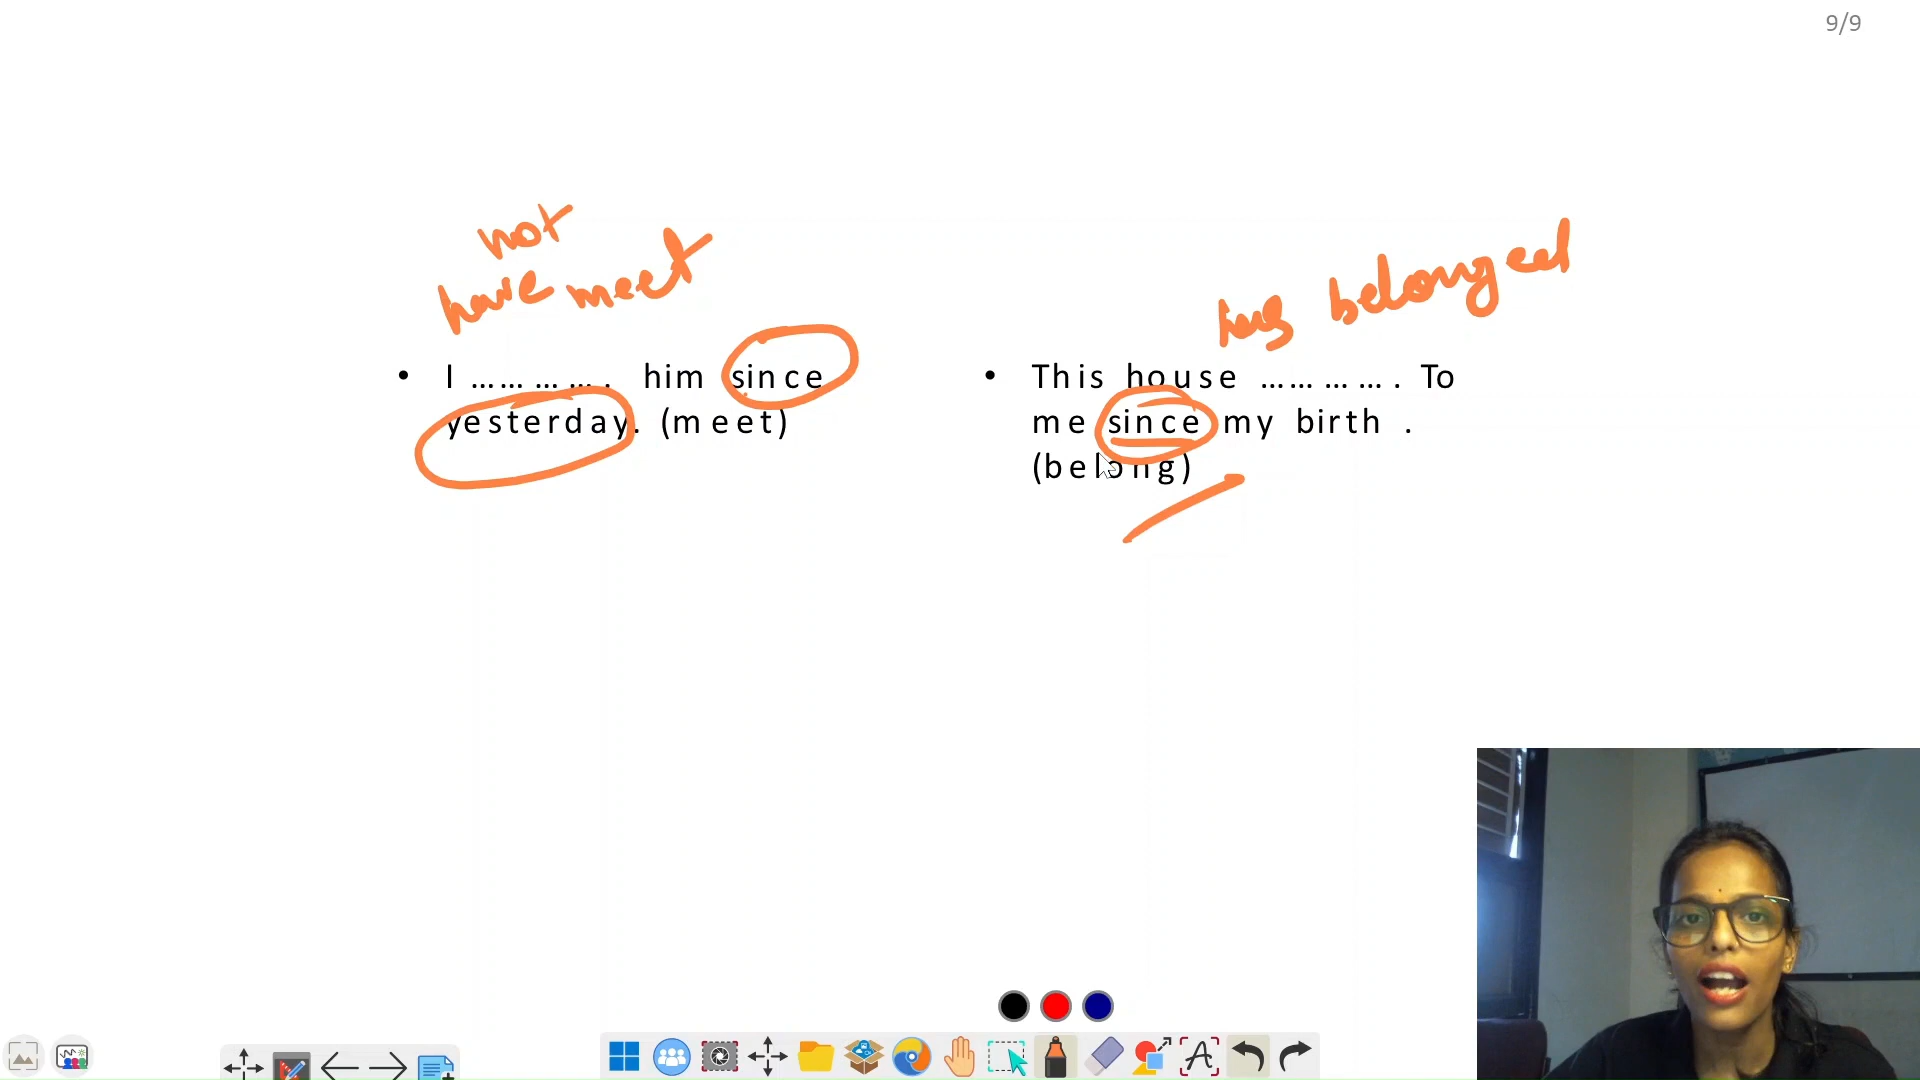 9/9
not
have meet
has belonged
I ………… . him since
yesterday. (meet)
This house ………… . To
me since my birth .
(belong)